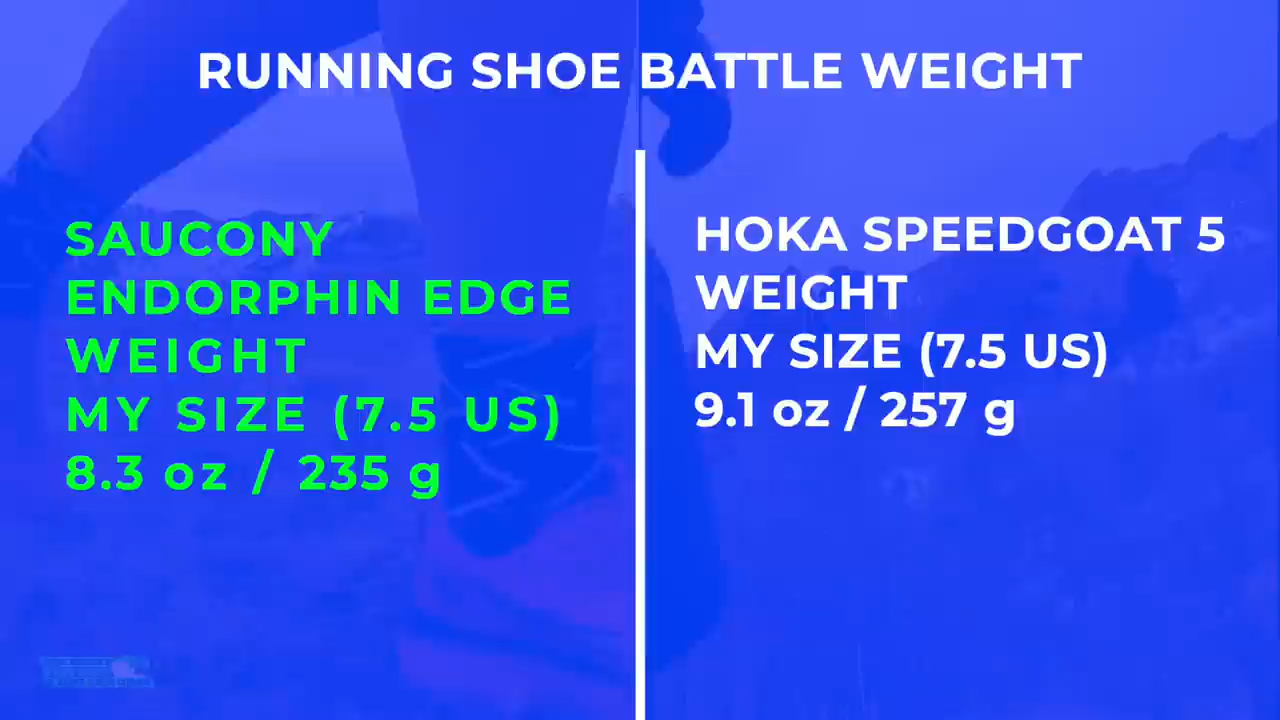 RUNNING SHOE BATTLE WEIGHT
SAUCONY
ENDORPHIN EDGE
WEIGHT
MY SIZE (7.5 US)
8.3 oz / 235 g
HOKA SPEEDGOAT 5
WEIGHT
MY SIZE (7.5 US)
9.1 oz / 257 g